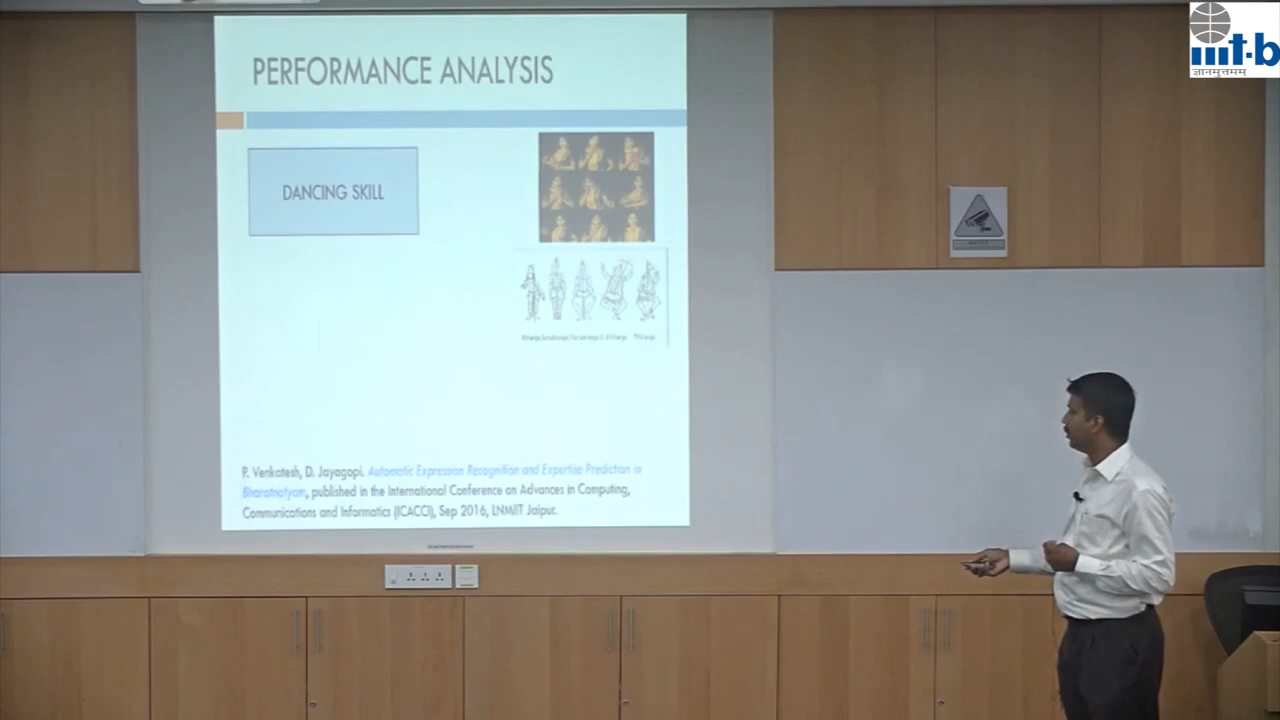 PERFORMANCE ANALYSIS
DANCING SKILL
P. Venkatesh, D. Jayagopi. Automatic Expression Recognition and Expertise Prediction in
Bharatnatyam, published in the International Conference on Advances in Computing,
Communications and Informatics (ICACCI), Sep 2016, LNMIIT Jaipur.
iiit-b
ज्ञानमुत्तमम्